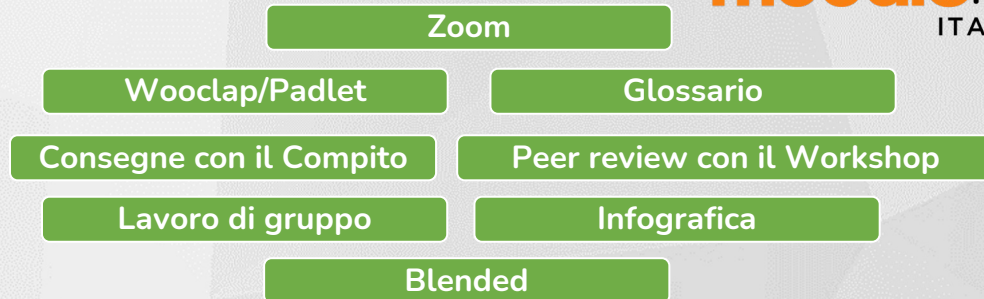 Zoom
Wooclap/Padlet
Glossario
Consegne con il Compito
Peer review con il Workshop
Lavoro di gruppo
Infografica
Blended